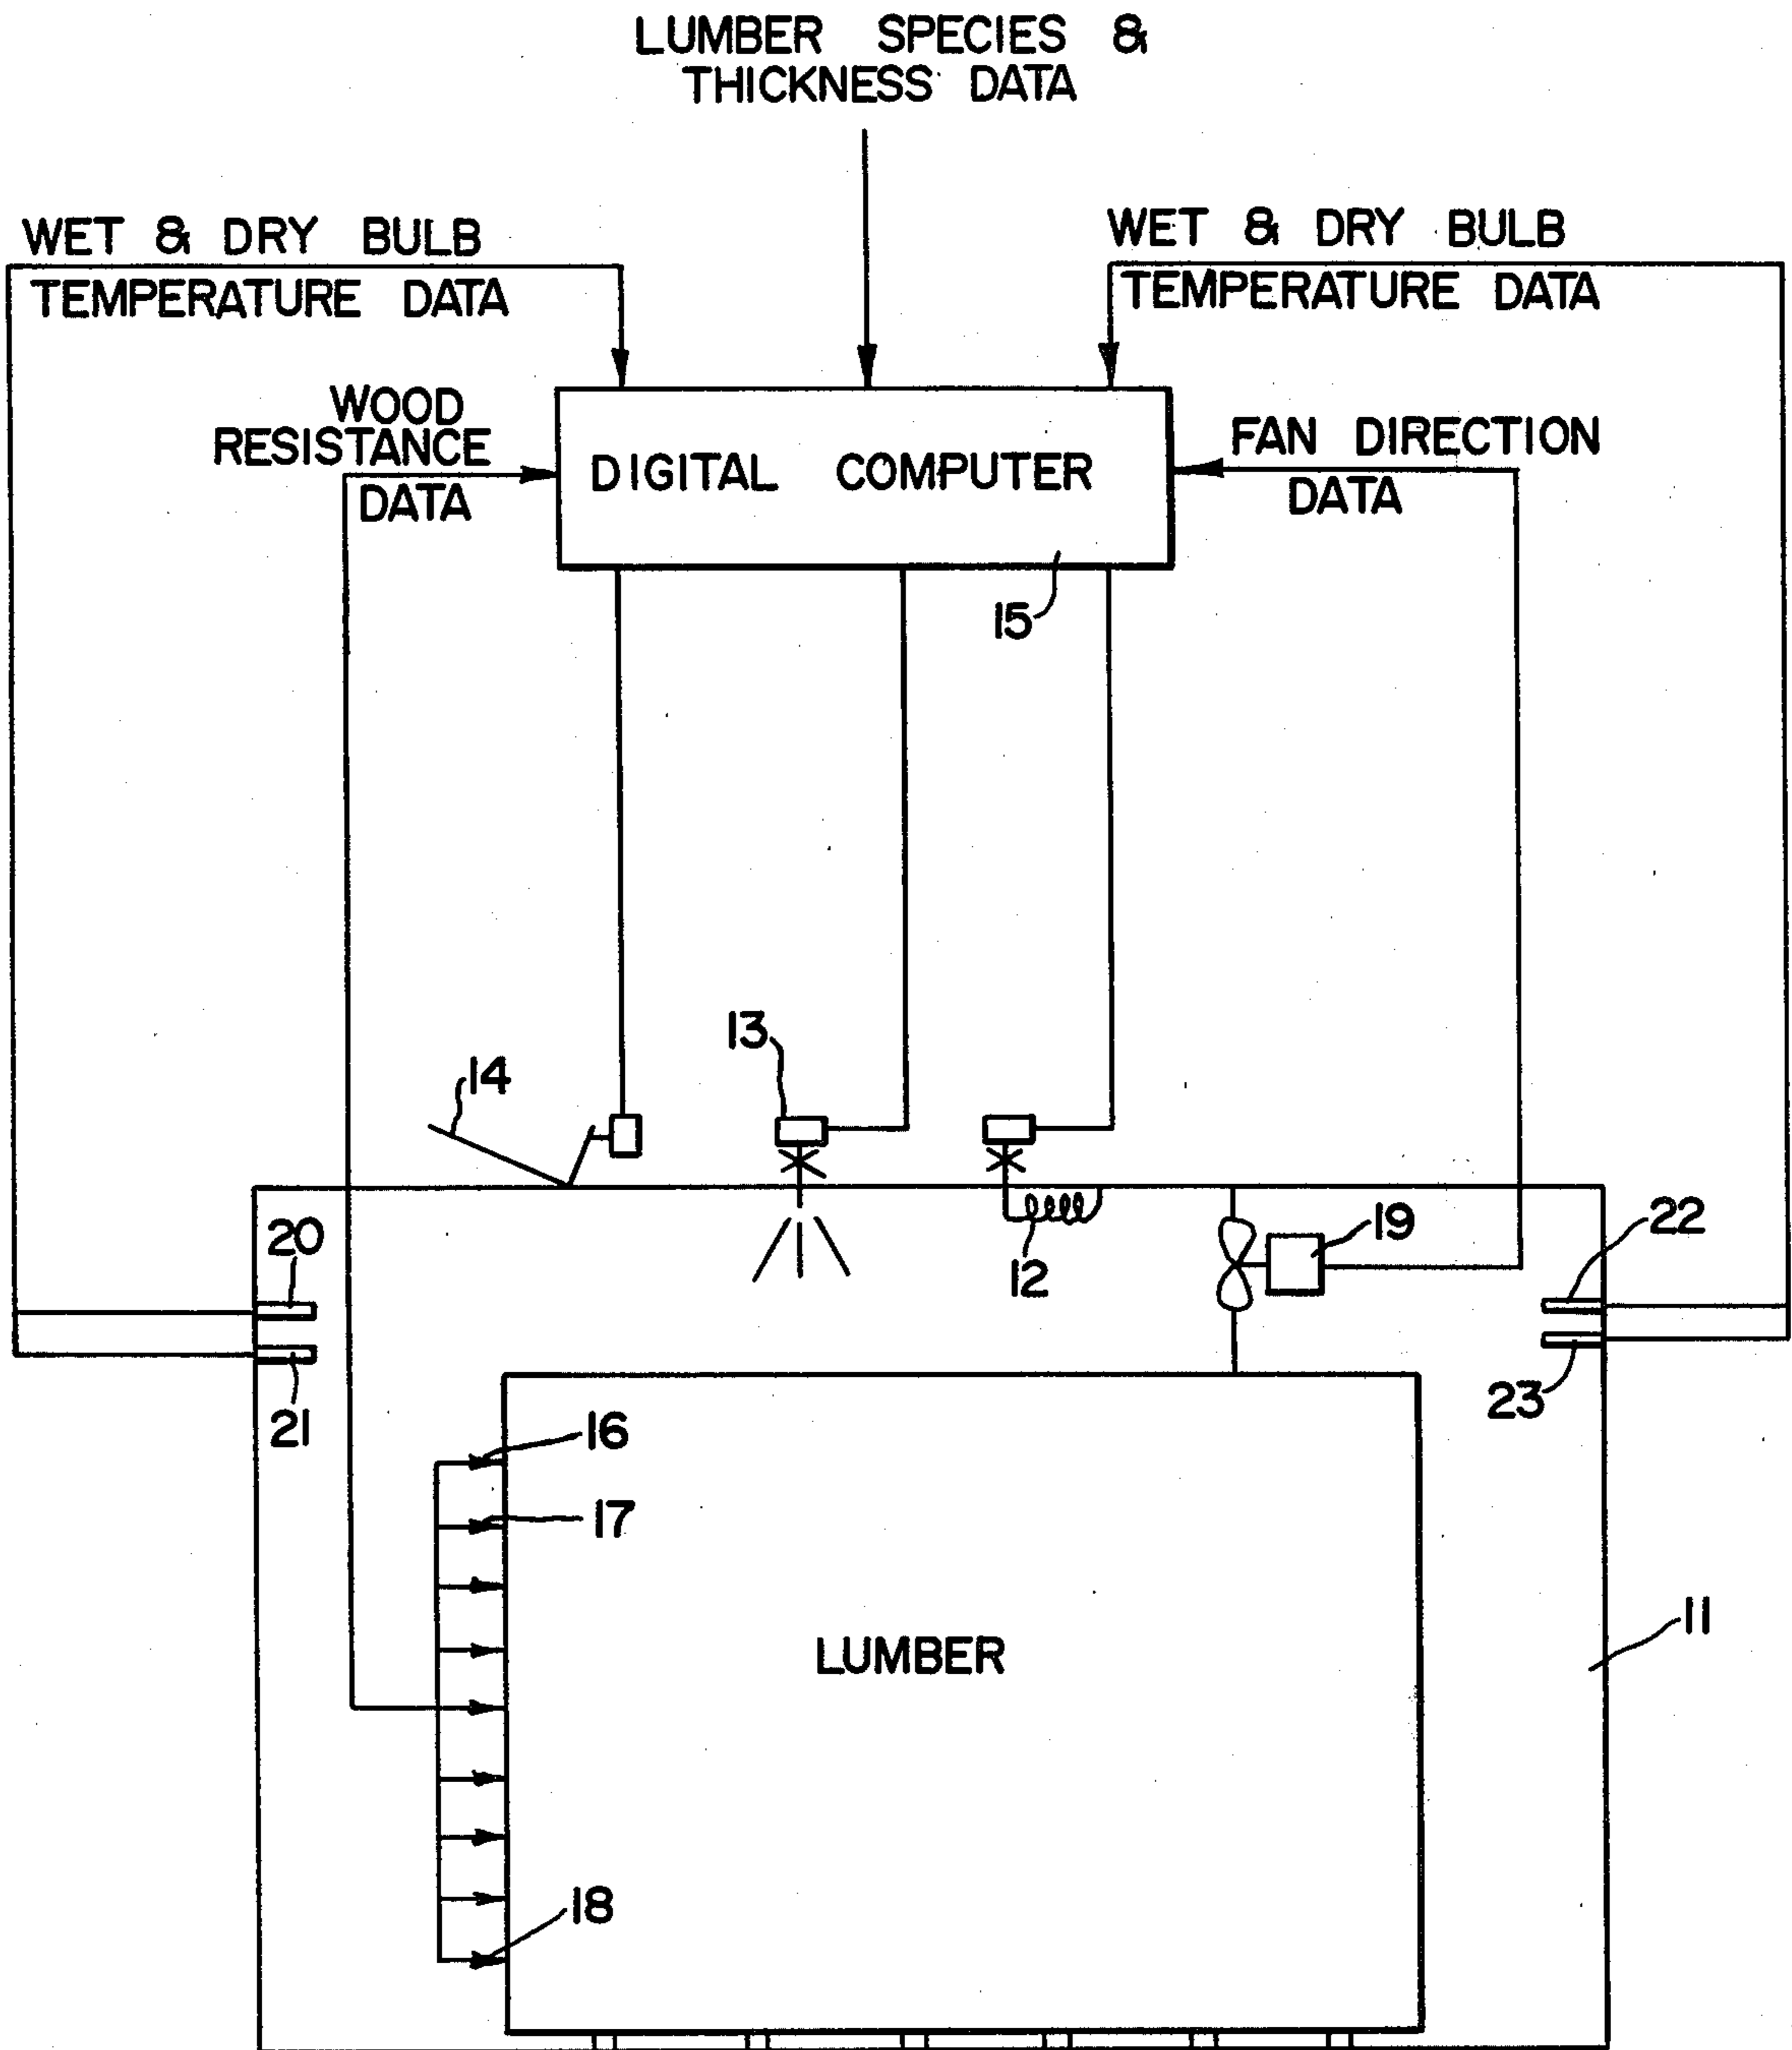 LUMBER SPECIES &
THICKNESS DATA
WET & DRY BULB
TEMPERATURE DATA
WET & DRY BULB
TEMPERATURE DATA
WOOD
RESISTANCE
DATA
DIGITAL COMPUTER
FAN DIRECTION
DATA
15
13
14
20
12
19
22
21
23
16
17
LUMBER
11
18